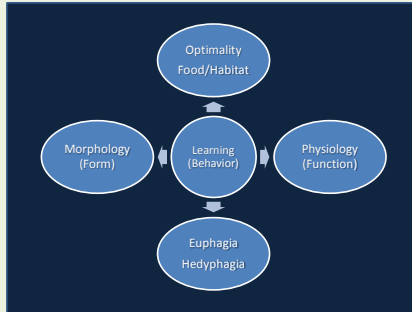 Optimality
Food/Habitat
Morphology
(Form)
Learning
(Behavior)
Physiology
(Function)
Euphagia
Hedyphagia